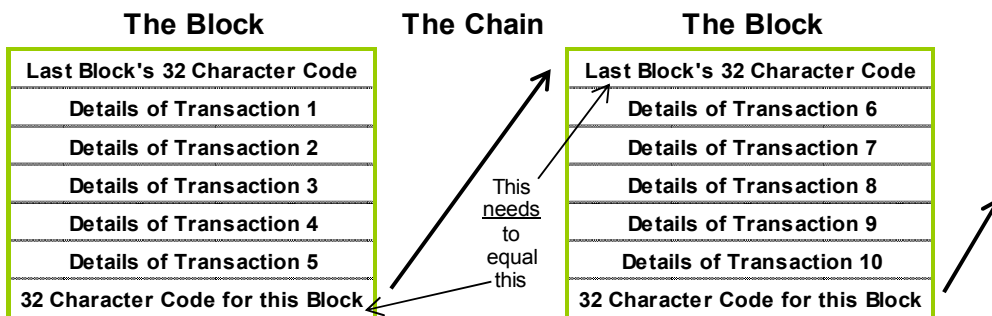 The Block
Last Block's 32 Character Code
Details of Transaction 1
Details of Transaction 2
Details of Transaction 3
Details of Transaction 4
Details of Transaction 5
32 Character Code for this Block
The Chain
This
needs
to
equal
this
The Block
Last Block's 32 Character Code
Details of Transaction 6
Details of Transaction 7
Details of Transaction 8
Details of Transaction 9
Details of Transaction 10
32 Character Code for this Block